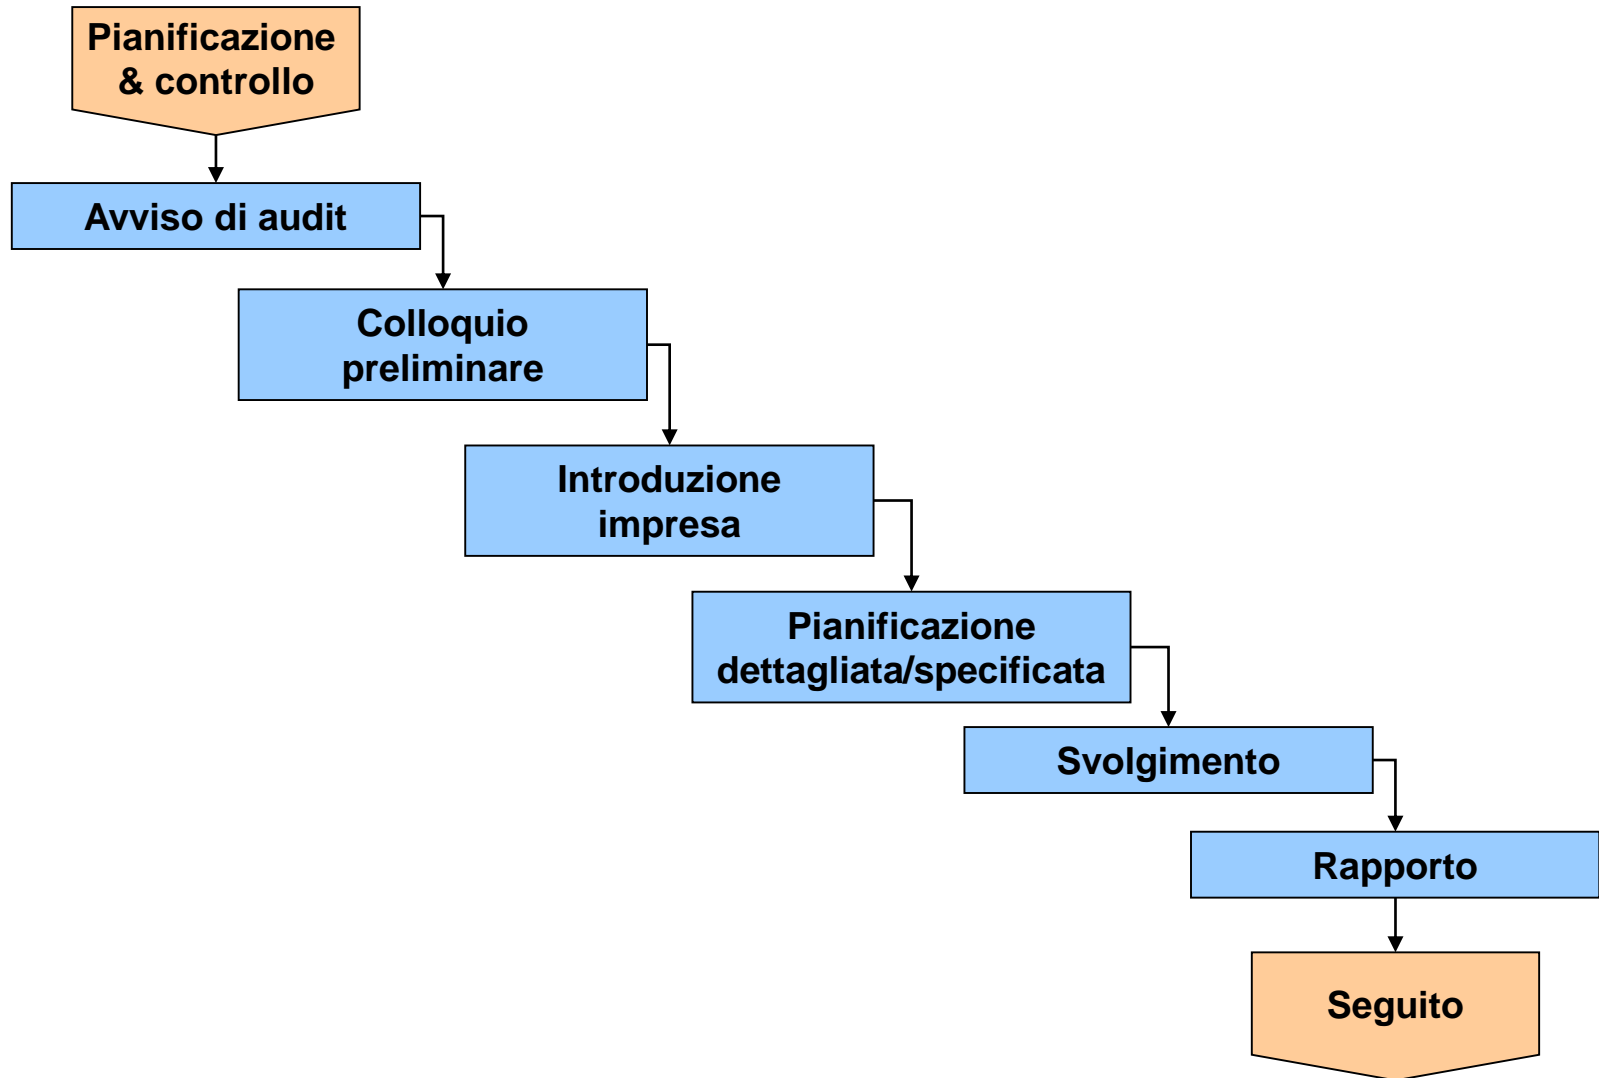 Pianificazione
& controllo
Avviso di audit
Colloquio
preliminare
Introduzione
impresa
Pianificazione
dettagliata/specificata
Svolgimento
Rapporto
Seguito